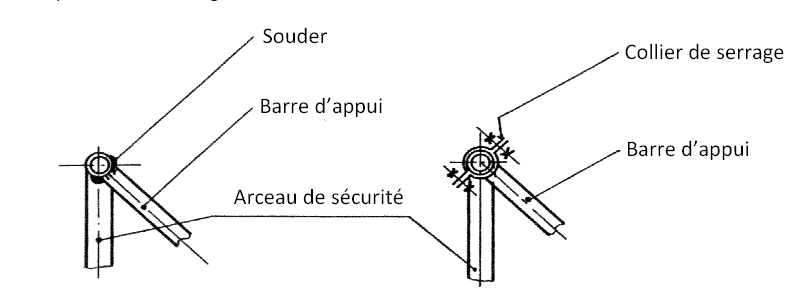 Souder
Collier de serrage
Barre d'appui
Barre d'appui
Arceau de sécurité